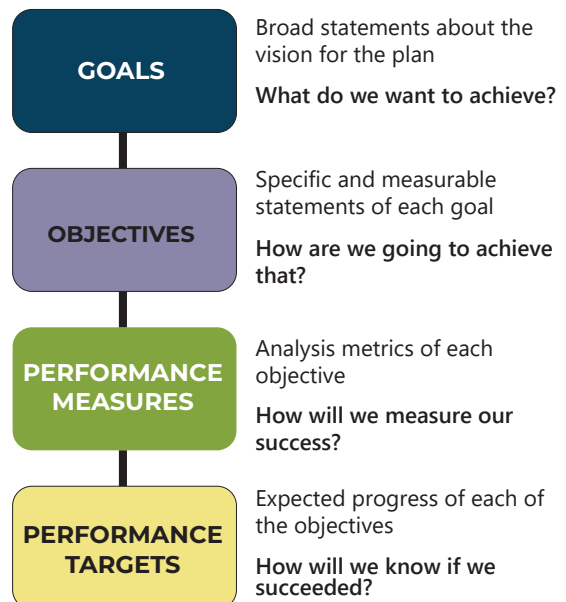 GOALS
Broad statements about the
vision for the plan
What do we want to achieve?
OBJECTIVES
Specific and measurable
statements of each goal
How are we going to achieve
that?
PERFORMANCE
MEASURES
Analysis metrics of each
objective
How will we measure our
success?
PERFORMANCE
TARGETS
Expected progress of each of
the objectives
How will we know if we
succeeded?